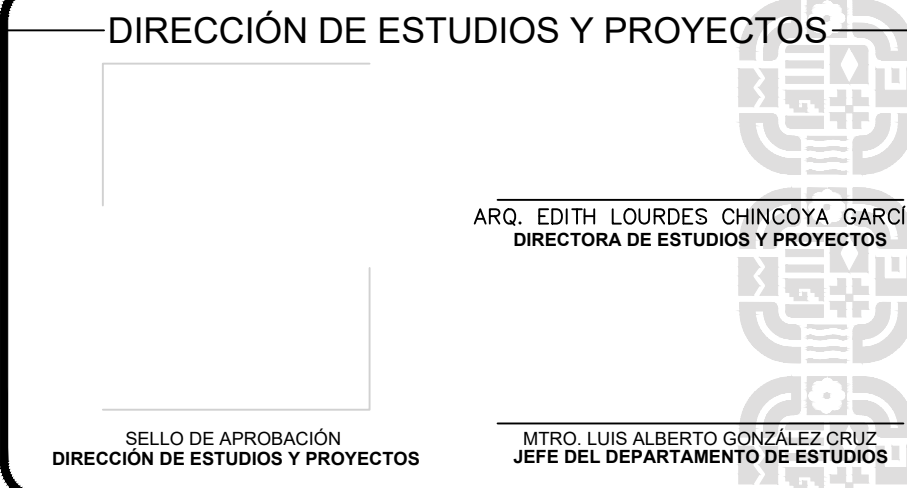 DIRECCIÓN DE ESTUDIOS Y PROYECTOS
ARQ. EDITH LOURDES CHINCOYA GARCÍ
DIRECTORA DE ESTUDIOS Y PROYECTOS
SELLO DE APROBACIÓN
DIRECCIÓN DE ESTUDIOS Y PROYECTOS
MTRO. LUIS ALBERTO GONZÁLEZ CRUZ
JEFE DEL DEPARTAMENTO DE ESTUDIOS